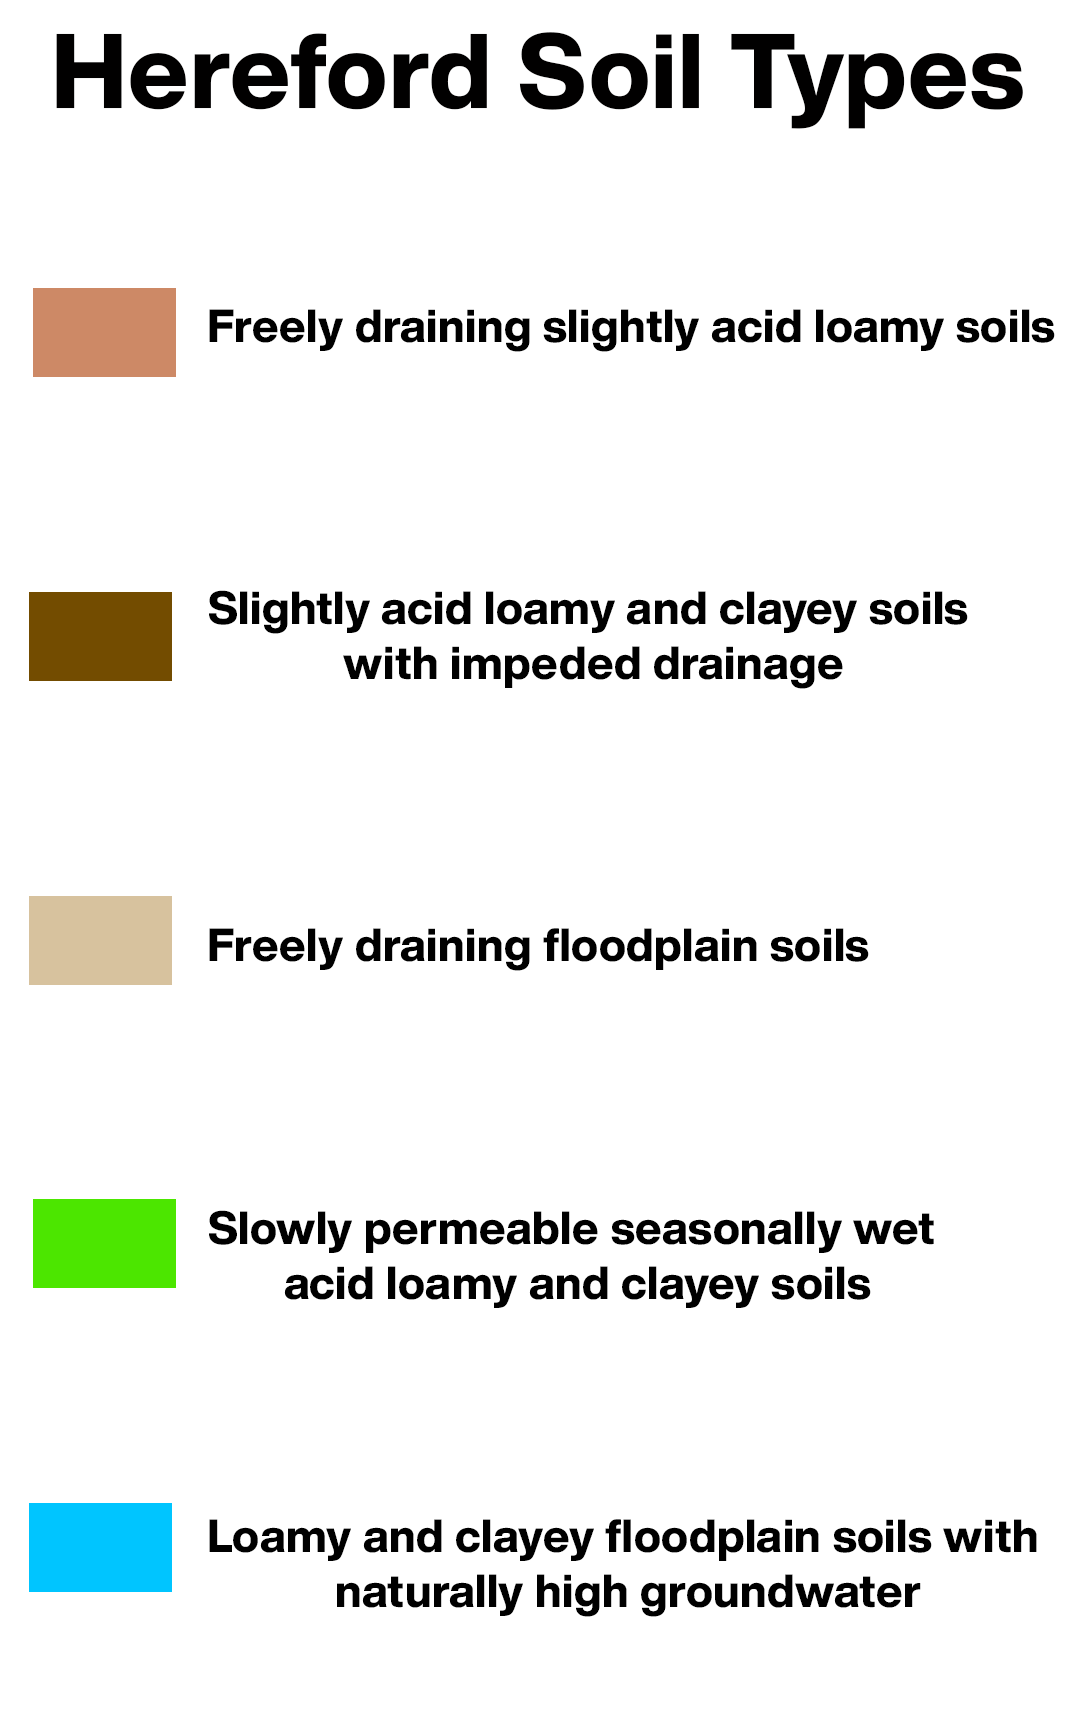 Hereford Soil Types
Freely draining slightly acid loamy soils
Slightly acid loamy and clayey soils
with impeded drainage
Freely draining floodplain soils
Slowly permeable seasonally wet
acid loamy and clayey soils
Loamy and clayey floodplain soils with
naturally high groundwater